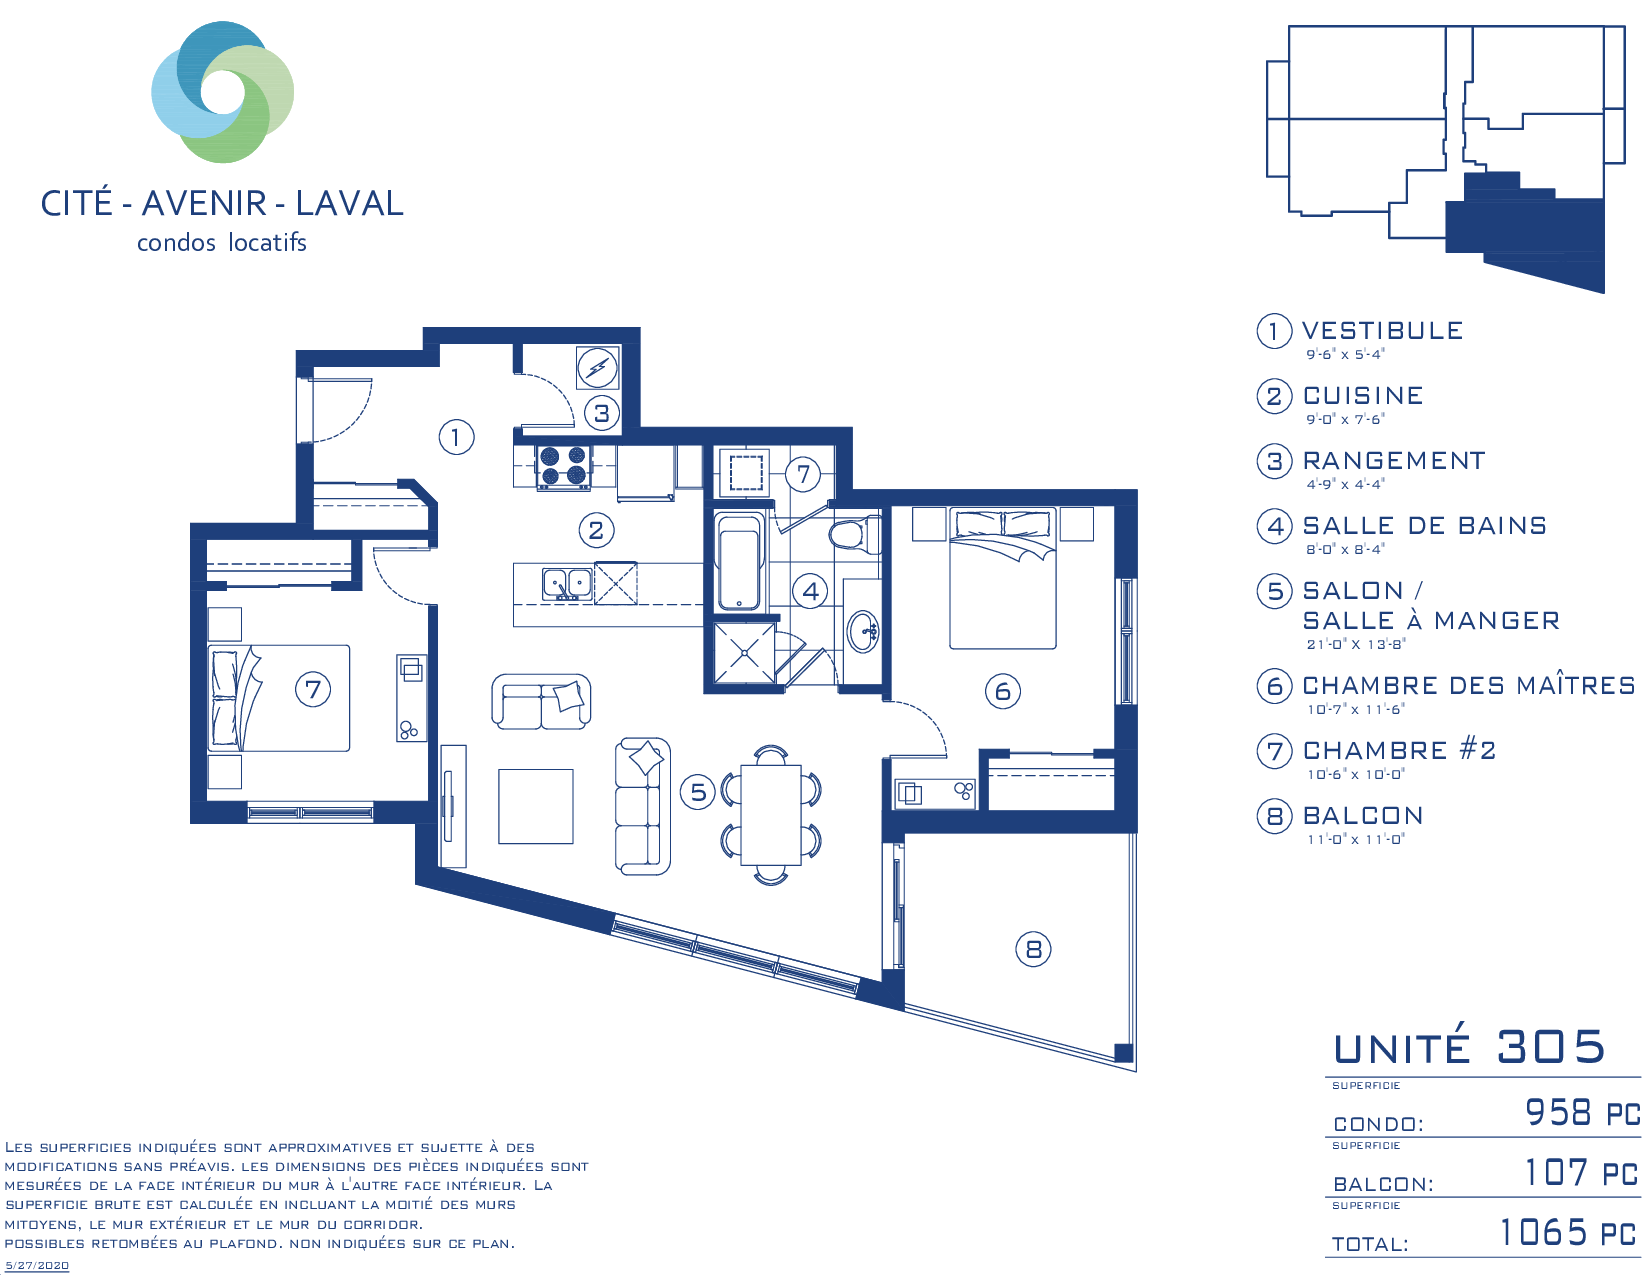 CITÉ - AVENIR - LAVAL
condos locatifs
1
3
2
7
4
7
6
5
8
1 VESTIBULE
9'-6" x 5'-4"
2 CUISINE
9'-0" x 7'-6"
3 RANGEMENT
4'-9" x 4'-4"
4 SALLE DE BAINS
8'-0" x 8'-4"
5 SALON /
SALLE À MANGER
21'-0" X 13'-8"
6 CHAMBRE DES MAÎTRES
10'-7" x 11'-6"
7 CHAMBRE #2
10'-6" x 10'-0"
8 BALCON
11'-0" x 11'-0"
UNITÉ 305
SUPERFICIE
CONDO: 958 PC
SUPERFICIE
BALCON: 107 PC
SUPERFICIE
TOTAL: 1065 PC
LES SUPERFICIES INDIQUÉES SONT APPROXIMATIVES ET SUJETTE À DES
MODIFICATIONS SANS PRÉAVIS. LES DIMENSIONS DES PIÈCES INDIQUÉES SONT
MESURÉES DE LA FACE INTÉRIEUR DU MUR À L'AUTRE FACE INTÉRIEUR. LA
SUPERFICIE BRUTE EST CALCULÉE EN INCLUANT LA MOITIÉ DES MURS
MITOYENS, LE MUR EXTÉRIEUR ET LE MUR DU CORRIDOR.
POSSIBLES RETOMBÉES AU PLAFOND. NON INDIQUÉES SUR CE PLAN.
5/27/2020